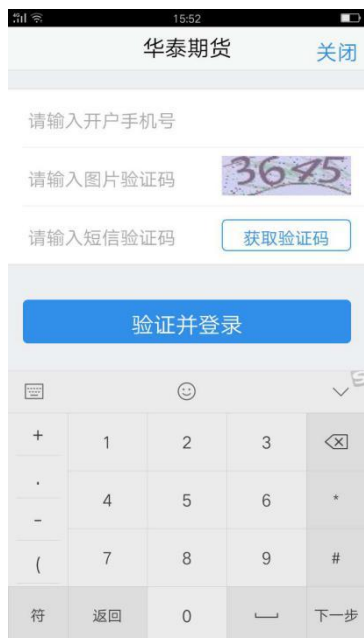 15:52
华泰期货 关闭
请输入开户手机号
请输入图片验证码 3645
请输入短信验证码 获取验证码
验证并登录
+ 1 2 3
. 4 5 6 *
-
( 7 8 9 #
符 返回 0 下一步